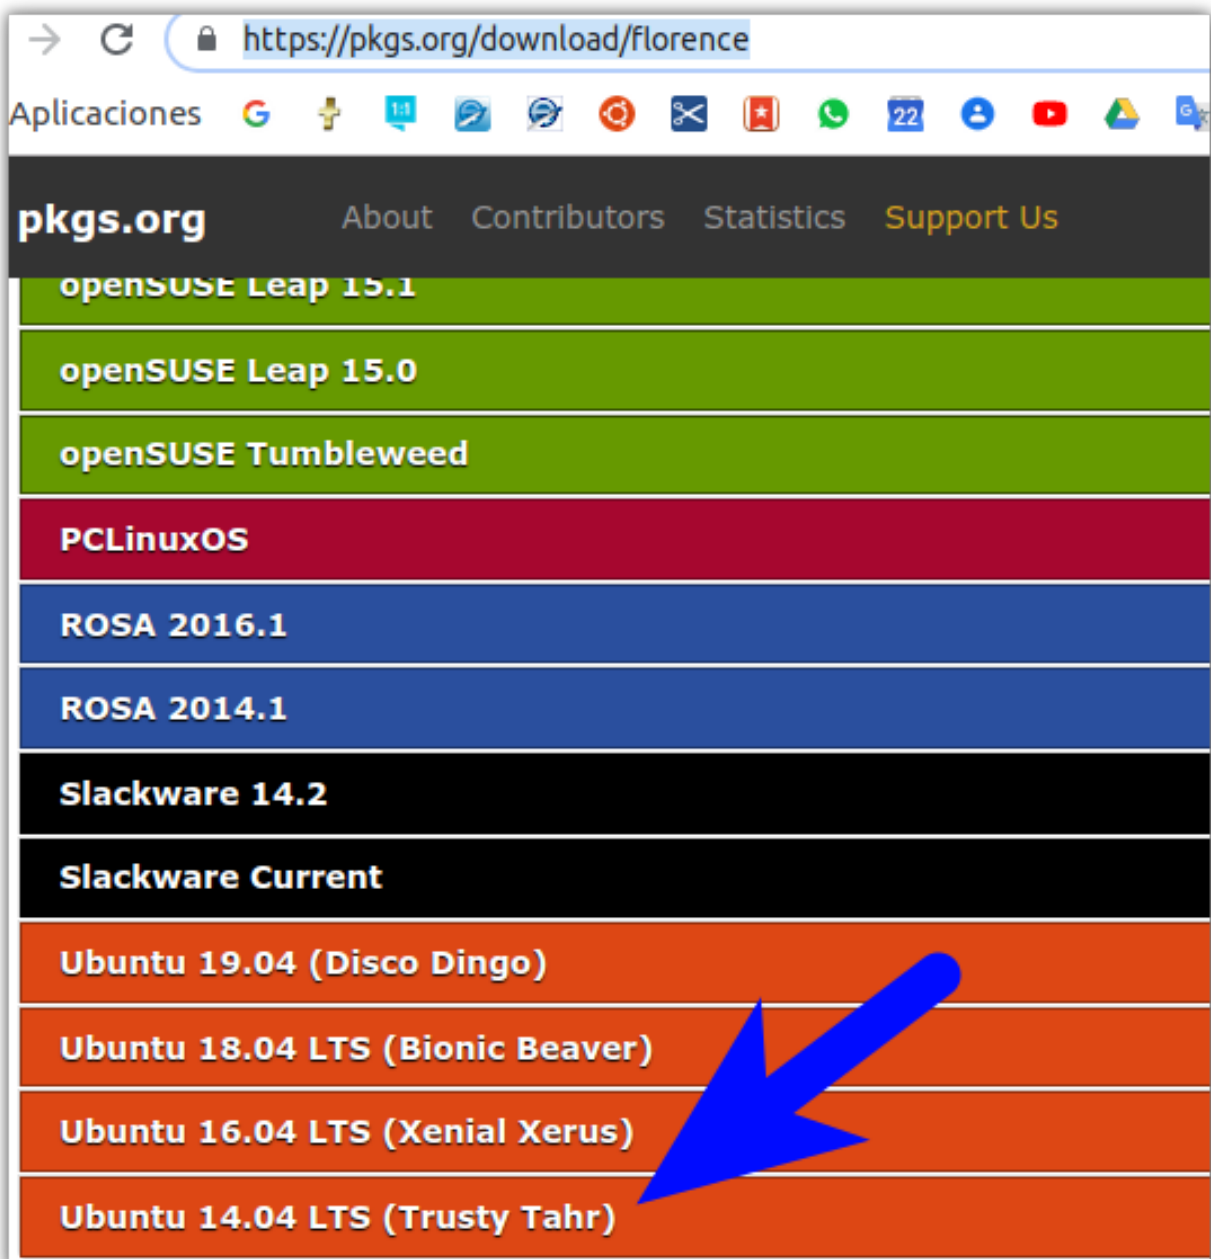 https://pkgs.org/download/florence
Aplicaciones
1:1
22
G
pkgs.org About Contributors Statistics Support Us
openSUSE Leap 15.1
openSUSE Leap 15.0
openSUSE Tumbleweed
PCLinuxOS
ROSA 2016.1
ROSA 2014.1
Slackware 14.2
Slackware Current
Ubuntu 19.04 (Disco Dingo)
Ubuntu 18.04 LTS (Bionic Beaver)
Ubuntu 16.04 LTS (Xenial Xerus)
Ubuntu 14.04 LTS (Trusty Tahr)